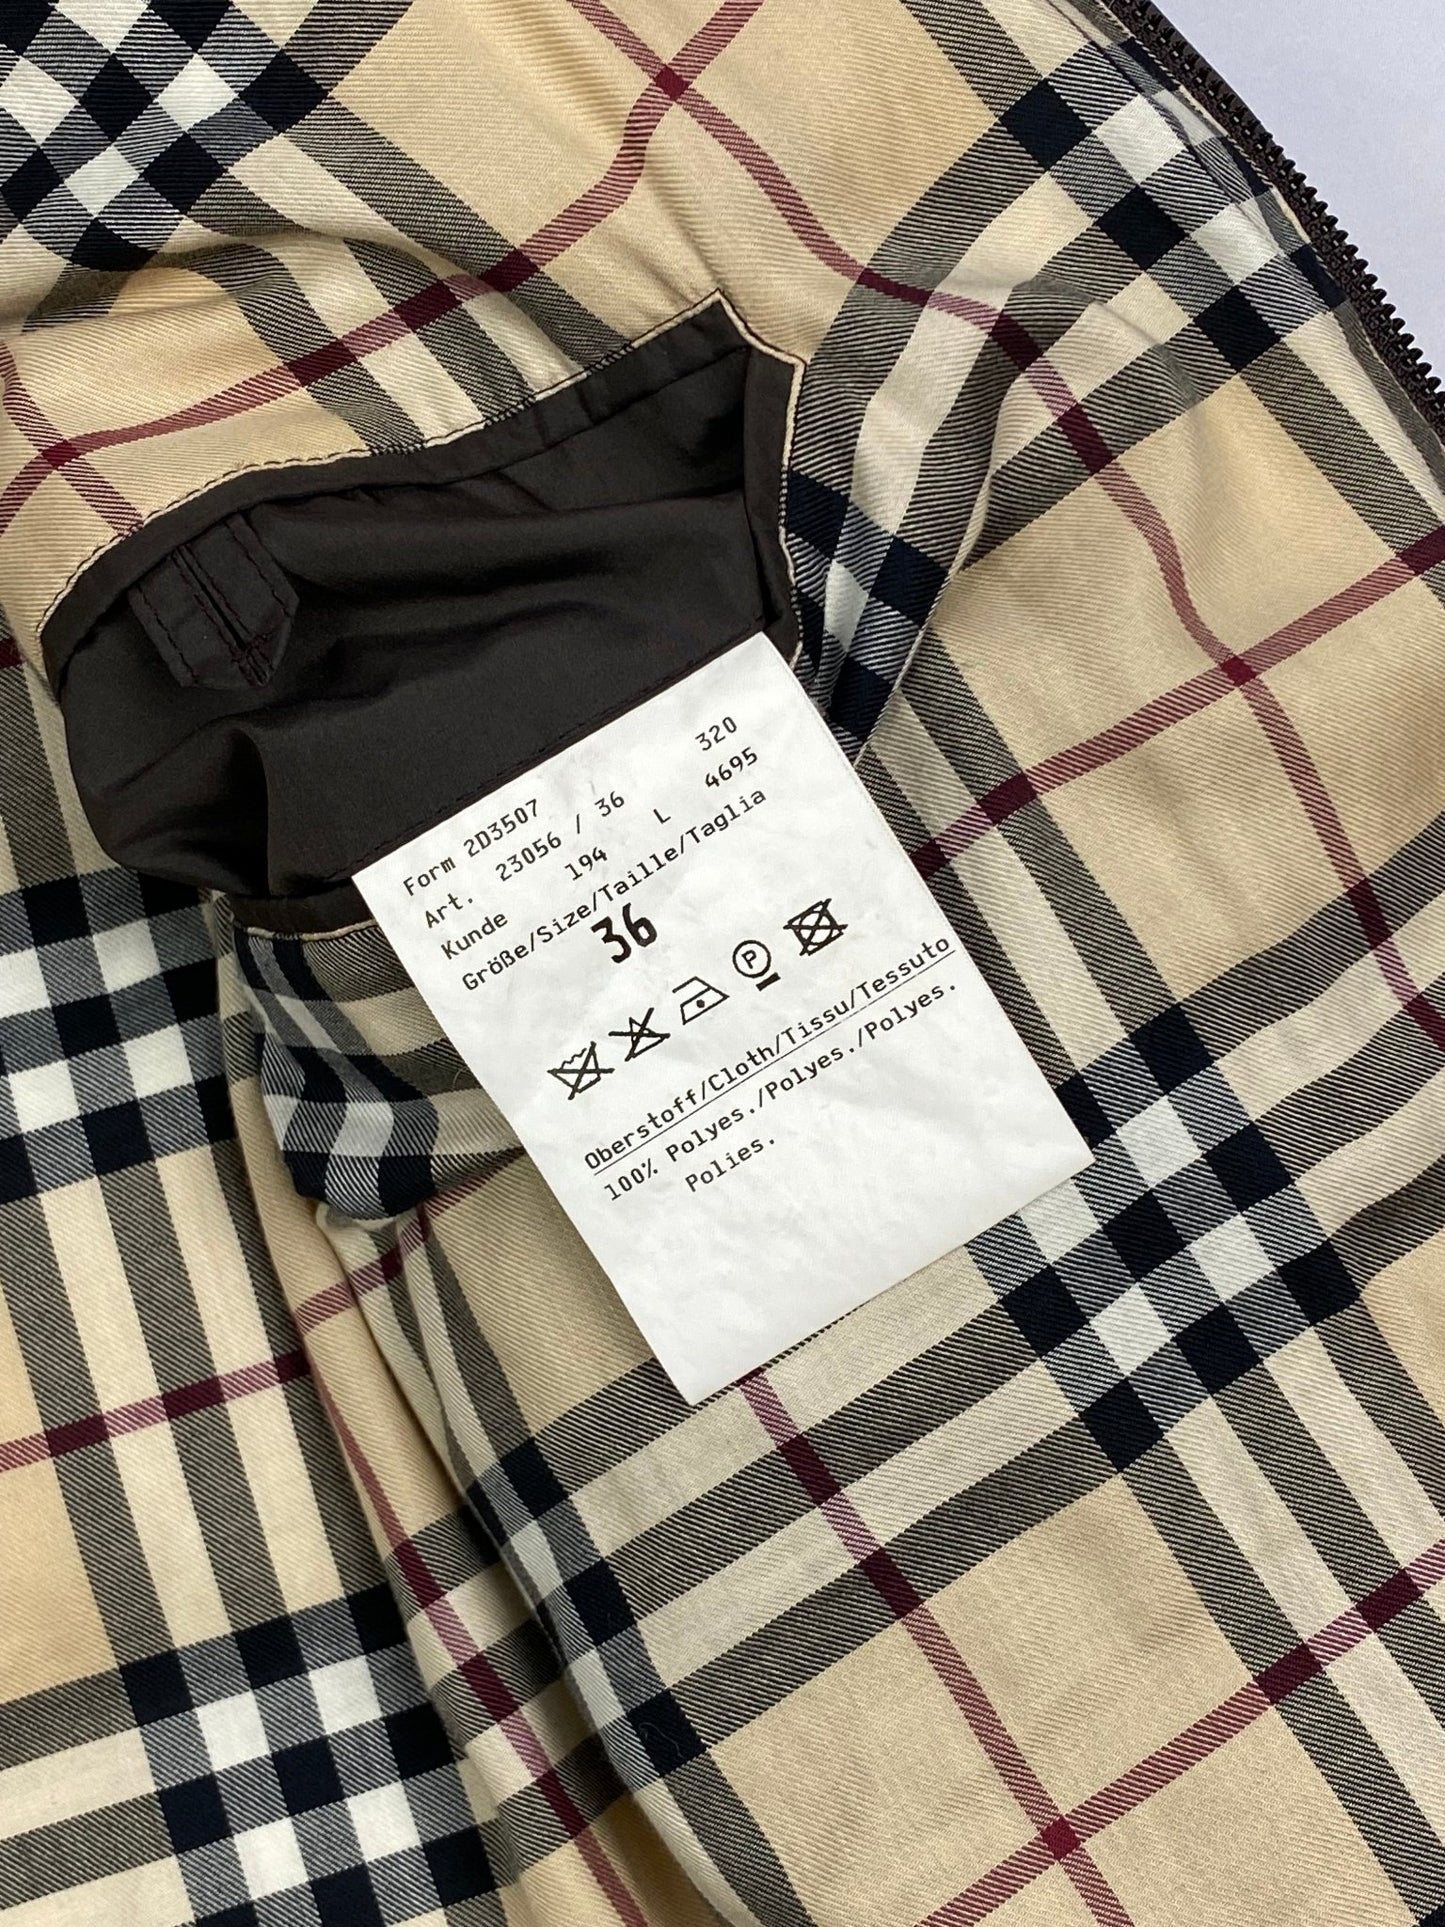 Form 2D3507 320
Art. 23056 / 36 4695
Kunde 194 L
Größe/Size/Taille/Taglia
36
P
Oberstoff/Cloth/Tissu/Tessuto
100% Polyes./Polyes./Polyes.
Polies.